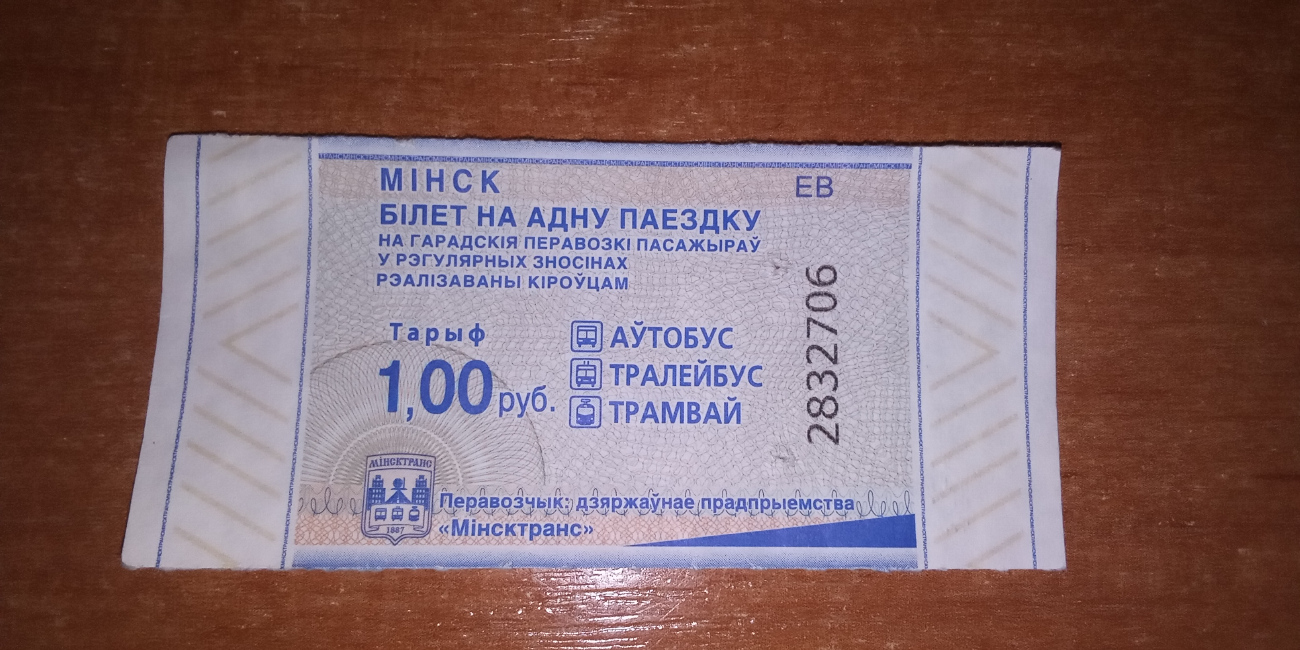 МІНСК
ЕВ
БІЛЕТ НА АДНУ ПАЕЗДКУ
НА ГАРАДСКІЯ ПЕРАВОЗКІ ПАСАЖЫРАЎ
У РЭГУЛЯРНЫХ ЗНОСІНАХ
РЭАЛІЗАВАНЫ КІРОЎЦАМ
Тарыф
1,00 руб.
АЎТОБУС
ТРАЛЕЙБУС
ТРАМВАЙ
2832706
МІНСКТРАНС
1887
Перавозчык: дзяржаўнае прадпрыемства
«Мінсктранс»